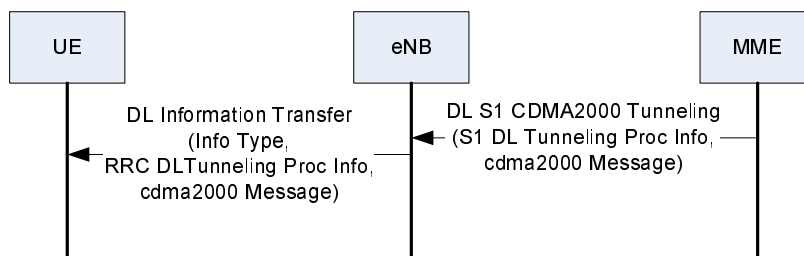 UE
eNB
MME
DL Information Transfer
(Info Type,
RRC DLTunneling Proc Info,
cdma2000 Message)
DL S1 CDMA2000 Tunneling
(S1 DL Tunneling Proc Info,
cdma2000 Message)